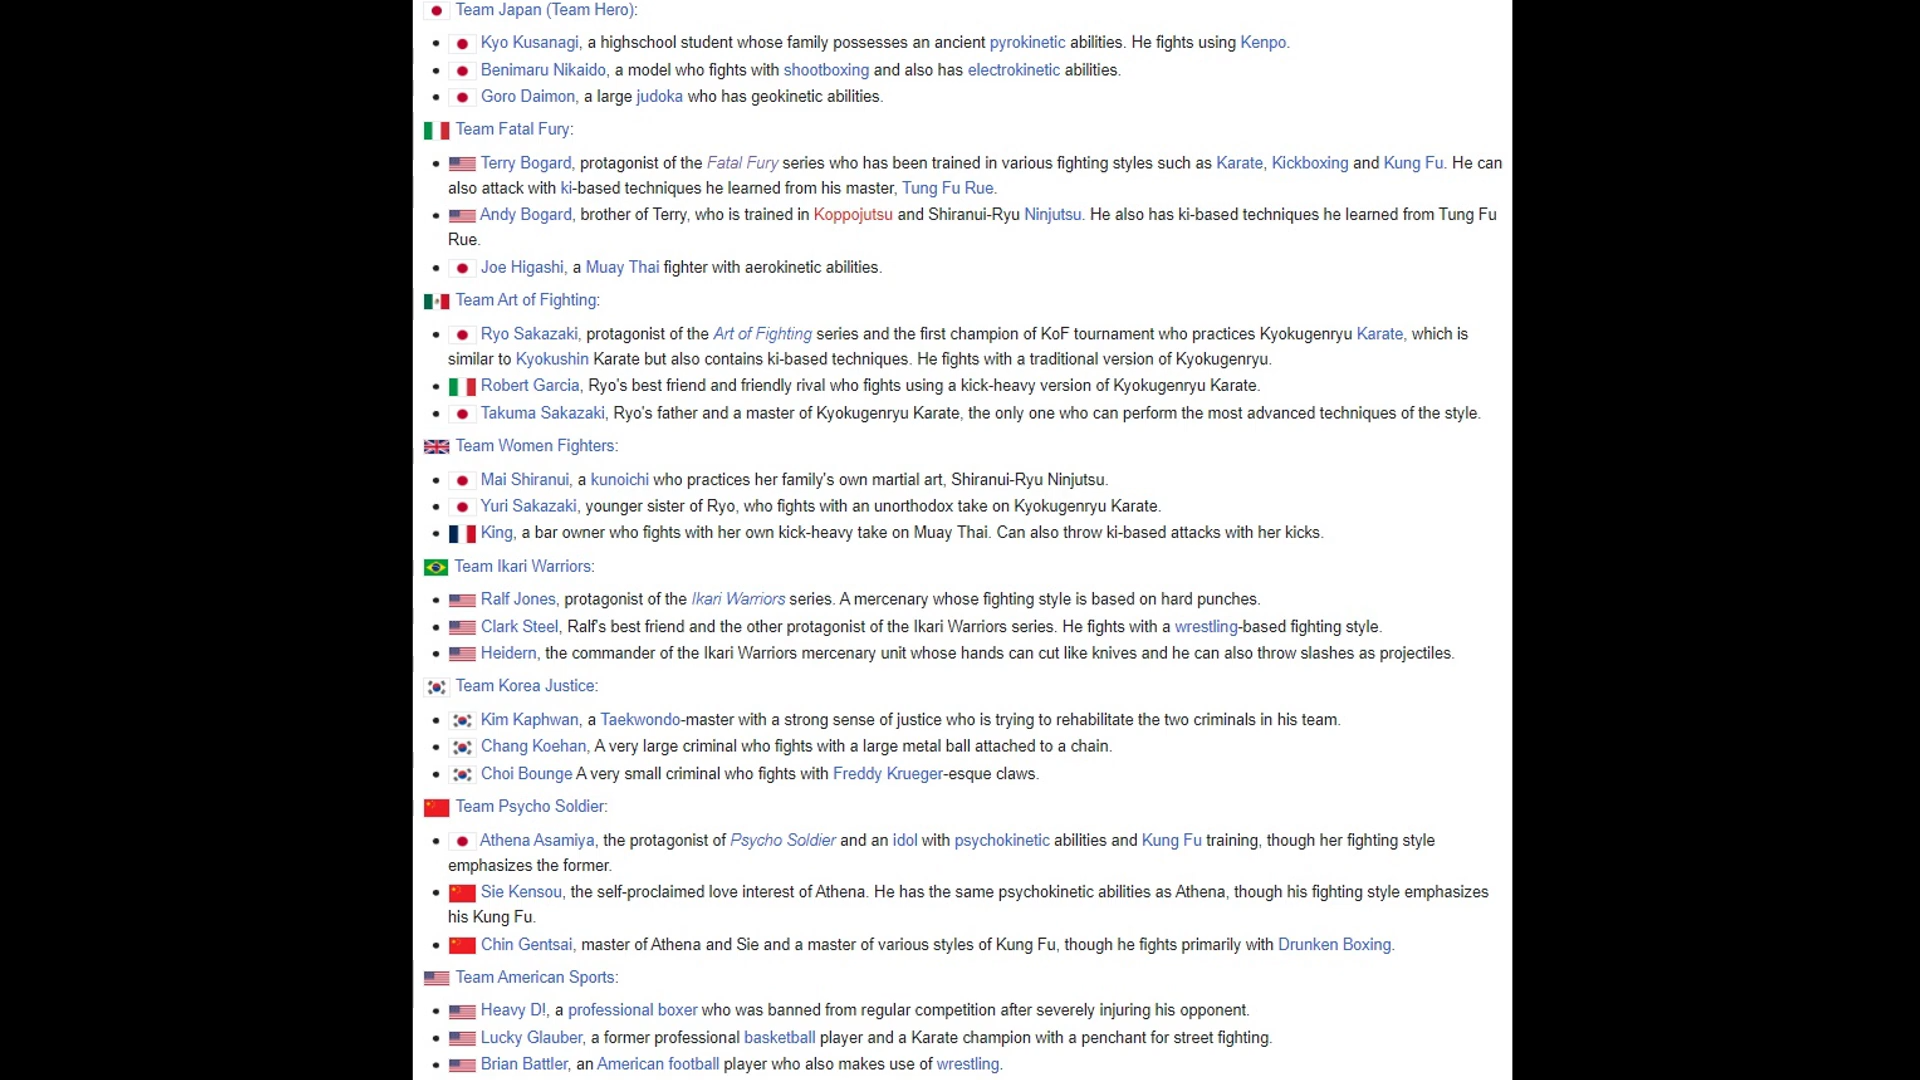 Team Japan (Team Hero):
Kyo Kusanagi, a highschool student whose family possesses an ancient pyrokinetic abilities. He fights using Kenpo.
Benimaru Nikaido, a model who fights with shootboxing and also has electrokinetic abilities.
Goro Daimon, a large judoka who has geokinetic abilities.
Team Fatal Fury:
Terry Bogard, protagonist of the Fatal Fury series who has been trained in various fighting styles such as Karate, Kickboxing and Kung Fu. He can
also attack with ki-based techniques he learned from his master, Tung Fu Rue.
Andy Bogard, brother of Terry, who is trained in Koppojutsu and Shiranui-Ryu Ninjutsu. He also has ki-based techniques he learned from Tung Fu
Rue.
Joe Higashi, a Muay Thai fighter with aerokinetic abilities.
Team Art of Fighting:
Ryo Sakazaki, protagonist of the Art of Fighting series and the first champion of KoF tournament who practices Kyokugenryu Karate, which is
similar to Kyokushin Karate but also contains ki-based techniques. He fights with a traditional version of Kyokugenryu.
Robert Garcia, Ryo's best friend and friendly rival who fights using a kick-heavy version of Kyokugenryu Karate.
Takuma Sakazaki, Ryo's father and a master of Kyokugenryu Karate, the only one who can perform the most advanced techniques of the style.
Team Women Fighters:
Mai Shiranui, a kunoichi who practices her family's own martial art, Shiranui-Ryu Ninjutsu.
Yuri Sakazaki, younger sister of Ryo, who fights with an unorthodox take on Kyokugenryu Karate.
King, a bar owner who fights with her own kick-heavy take on Muay Thai. Can also throw ki-based attacks with her kicks.
Team Ikari Warriors:
Ralf Jones, protagonist of the Ikari Warriors series. A mercenary whose fighting style is based on hard punches.
Clark Steel, Ralf's best friend and the other protagonist of the Ikari Warriors series. He fights with a wrestling-based fighting style.
Heidern, the commander of the Ikari Warriors mercenary unit whose hands can cut like knives and he can also throw slashes as projectiles.
Team Korea Justice:
Kim Kaphwan, a Taekwondo-master with a strong sense of justice who is trying to rehabilitate the two criminals in his team.
Chang Koehan, A very large criminal who fights with a large metal ball attached to a chain.
Choi Bounge A very small criminal who fights with Freddy Krueger-esque claws.
Team Psycho Soldier:
Athena Asamiya, the protagonist of Psycho Soldier and an idol with psychokinetic abilities and Kung Fu training, though her fighting style
emphasizes the former.
Sie Kensou, the self-proclaimed love interest of Athena. He has the same psychokinetic abilities as Athena, though his fighting style emphasizes
his Kung Fu.
Chin Gentsai, master of Athena and Sie and a master of various styles of Kung Fu, though he fights primarily with Drunken Boxing.
Team American Sports:
Heavy D!, a professional boxer who was banned from regular competition after severely injuring his opponent.
Lucky Glauber, a former professional basketball player and a Karate champion with a penchant for street fighting.
Brian Battler, an American football player who also makes use of wrestling.